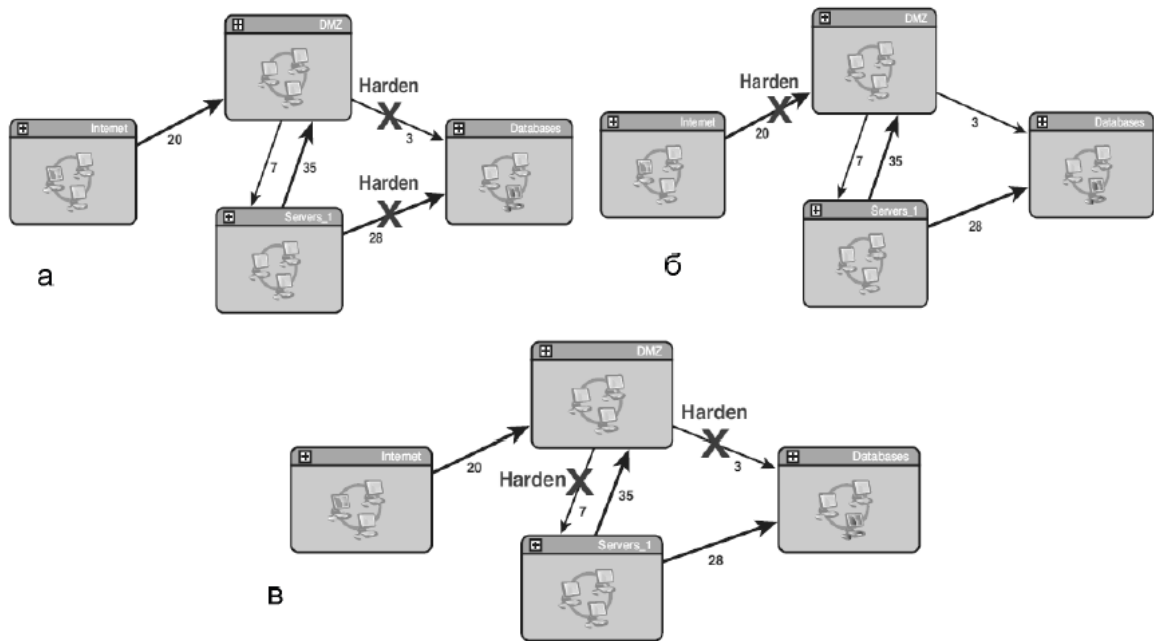 DMZ
Harden
Internet
20
3
Databases
7
35
Harden
Servers_1
28
а
DMZ
Harden
Internet
20
3
Databases
7
35
Servers_1
28
б
DMZ
Harden
Internet
20
3
Databases
Harden
7
35
Servers_1
28
в